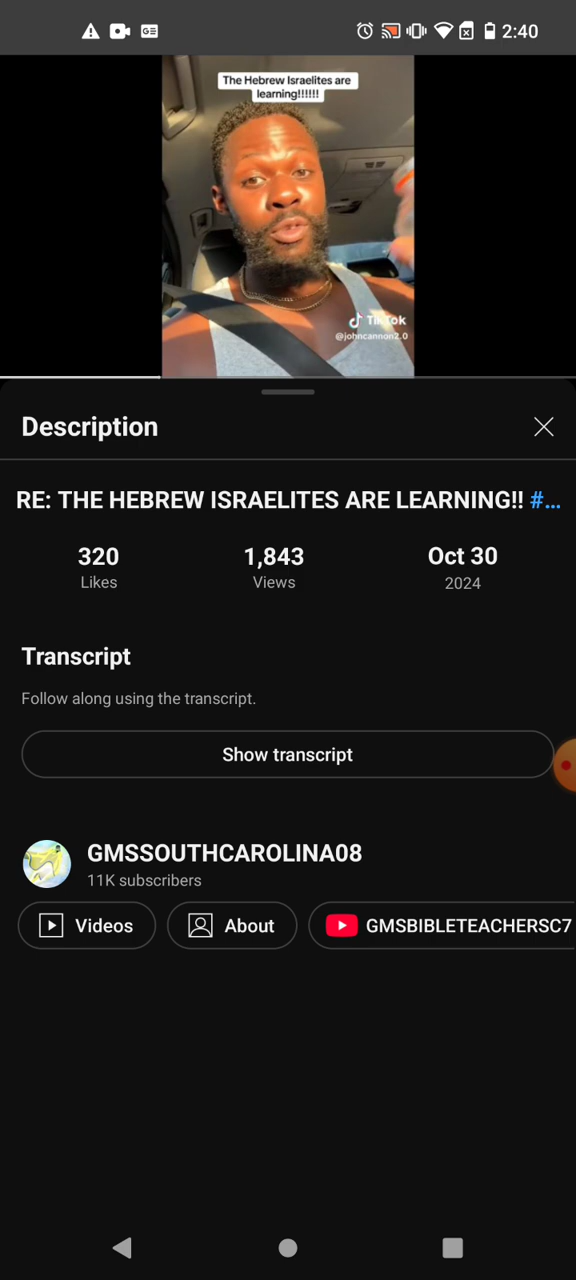 2:40
The Hebrew Israelites are
learning!!!!!!
TikTok
@johncannon2.0
Description
RE: THE HEBREW ISRAELITES ARE LEARNING!! #...
320
Likes
1,843
Views
Oct 30
2024
Transcript
Follow along using the transcript.
Show transcript
GMSSOUTHCAROLINA08
11K subscribers
Videos
About
GMSBIBLETEACHERSC7